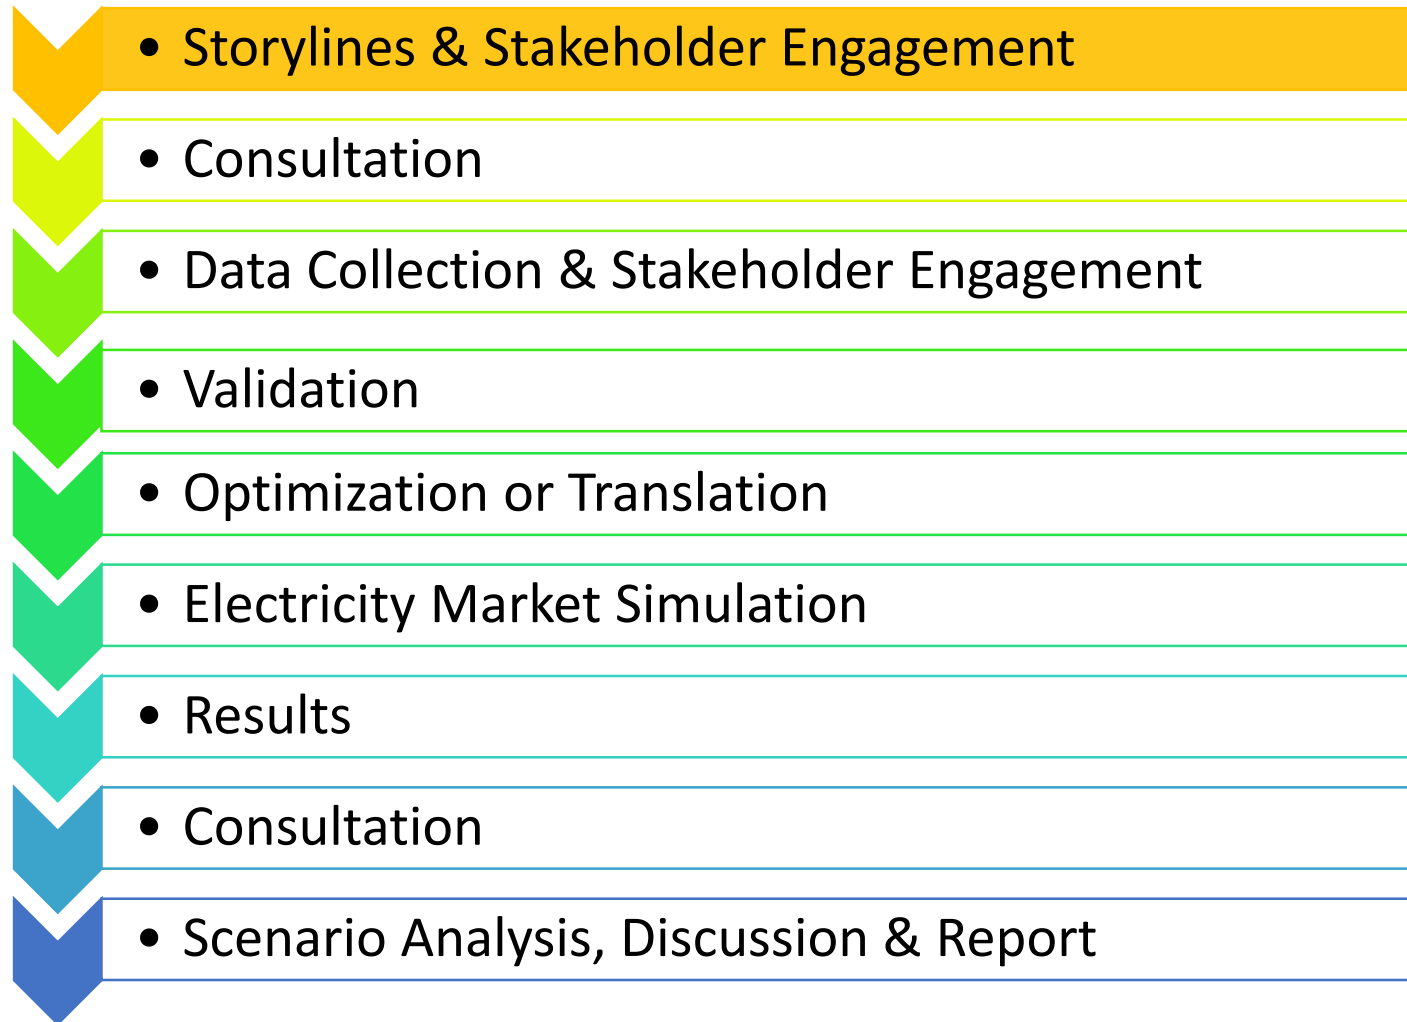 • Storylines & Stakeholder Engagement
• Consultation
• Data Collection & Stakeholder Engagement
• Validation
• Optimization or Translation
• Electricity Market Simulation
• Results
• Consultation
• Scenario Analysis, Discussion & Report